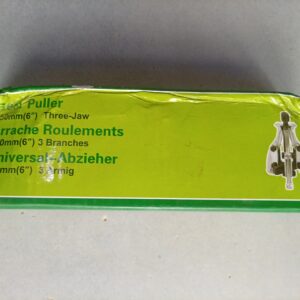 Puller
50mm(6") Three-Jaw
rrache Roulements
0mm(6") 3 Branches
niversal-Abzieher
mm(6") 3 Armig